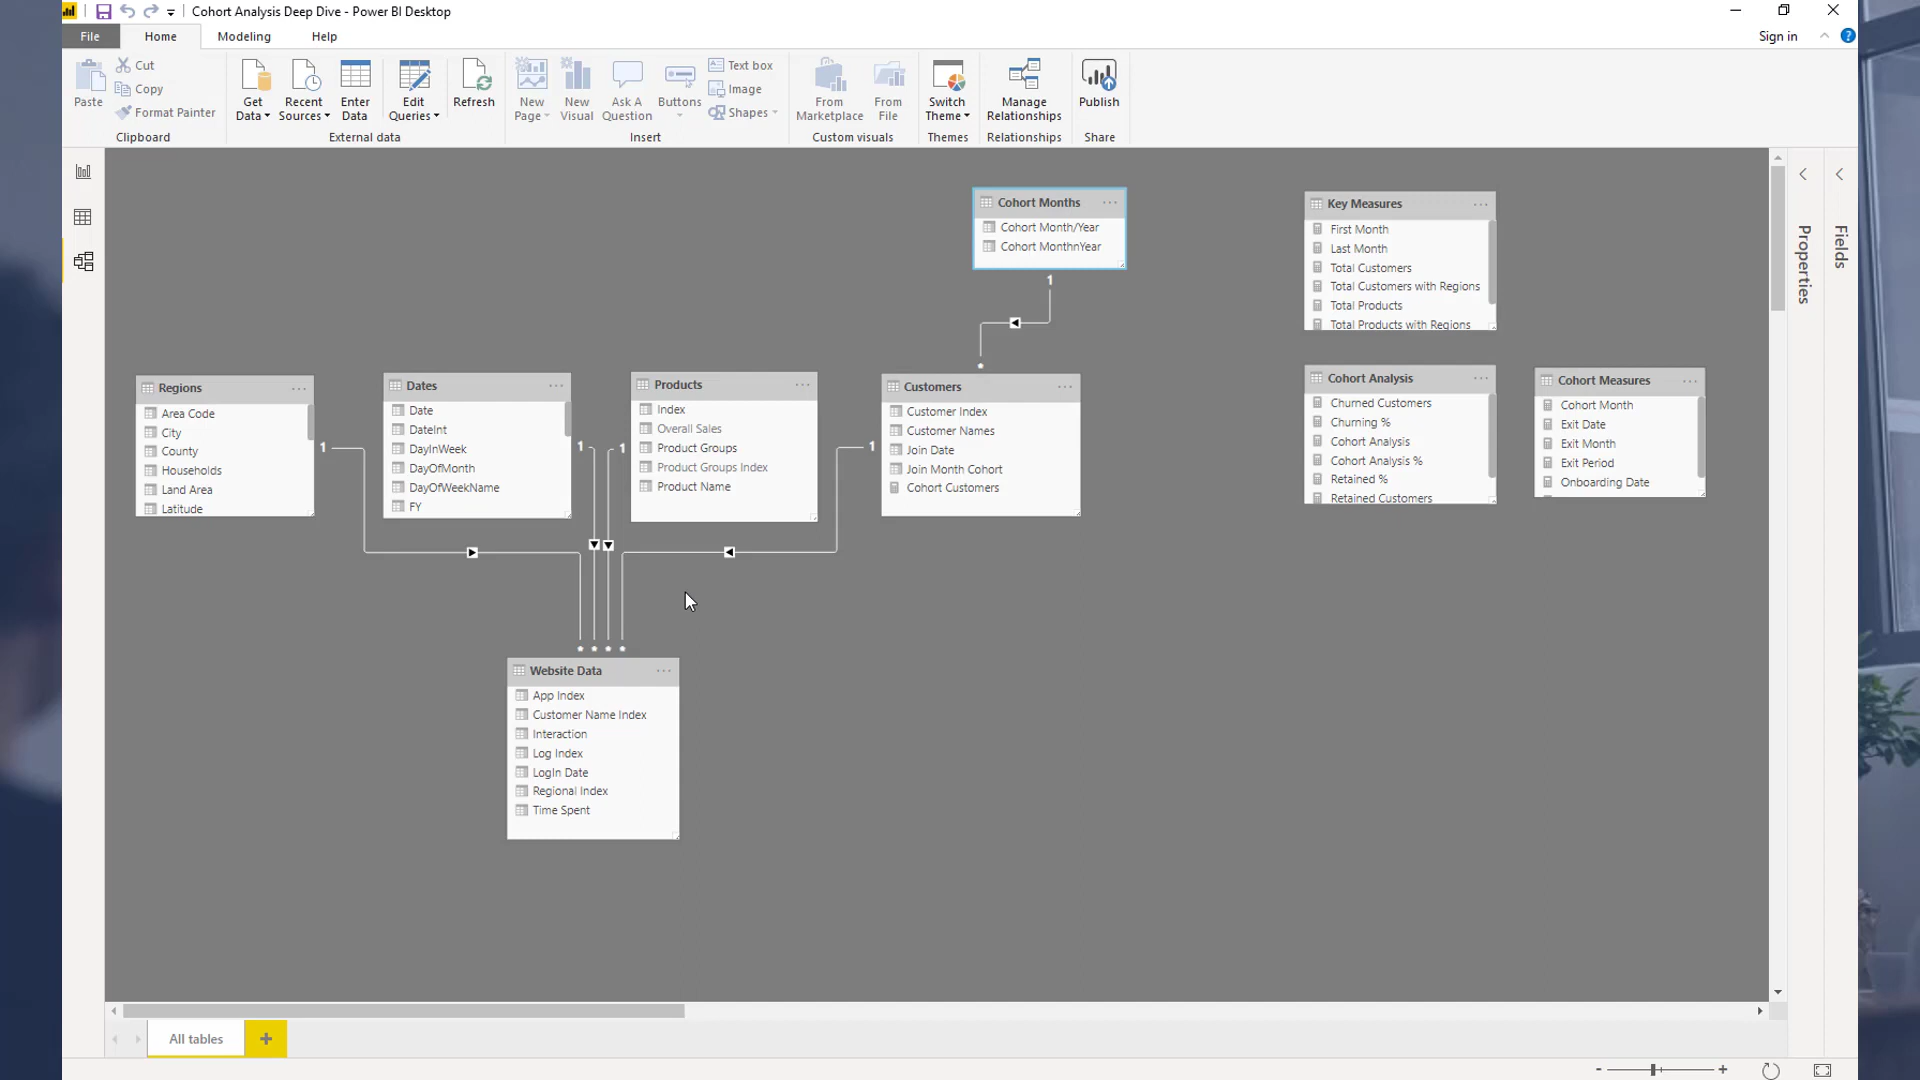 Cohort Analysis Deep Dive - Power BI Desktop
File
Home
Modeling
Help
Sign in
?
Paste
Cut
Copy
Format Painter
Clipboard
Get Data
Recent Sources
Enter Data
Edit Queries
Refresh
External data
New Page
New Visual
Ask A Question
Buttons
Text box
Image
Shapes
Insert
From Marketplace
From File
Custom visuals
Switch Theme
Themes
Manage Relationships
Relationships
Publish
Share
Cohort Months
Cohort Month/Year
Cohort MonthnYear
1
*
Key Measures
First Month
Last Month
Total Customers
Total Customers with Regions
Total Products
Total Products with Regions
Properties
Fields
Regions
Area Code
City
County
Households
Land Area
Latitude
1
Dates
Date
DateInt
DayInWeek
DayOfMonth
DayOfWeekName
FY
1
1
Products
Index
Overall Sales
Product Groups
Product Groups Index
Product Name
1
Customers
Customer Index
Customer Names
Join Date
Join Month Cohort
Cohort Customers
Cohort Analysis
Churned Customers
Churning %
Cohort Analysis
Cohort Analysis %
Retained %
Retained Customers
Cohort Measures
Cohort Month
Exit Date
Exit Month
Exit Period
Onboarding Date
* * * *
Website Data
App Index
Customer Name Index
Interaction
Log Index
LogIn Date
Regional Index
Time Spent
All tables
+
- +